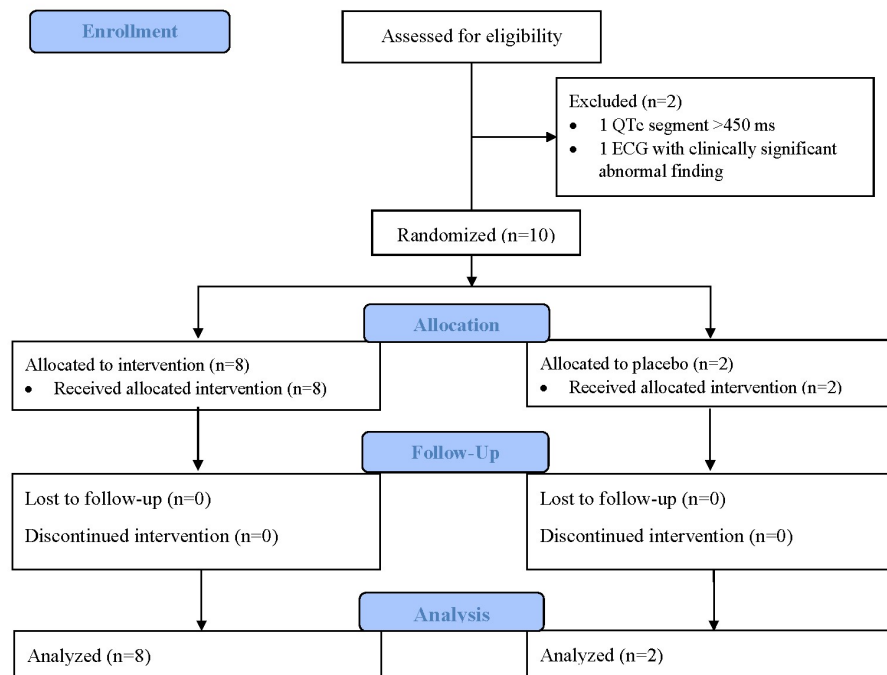 Enrollment
Assessed for eligibility
Excluded (n=2)
• 1 QTc segment >450 ms
• 1 ECG with clinically significant
abnormal finding
Randomized (n=10)
Allocation
Allocated to intervention (n=8)
• Received allocated intervention (n=8)
Allocated to placebo (n=2)
• Received allocated intervention (n=2)
Follow-Up
Lost to follow-up (n=0)
Discontinued intervention (n=0)
Lost to follow-up (n=0)
Discontinued intervention (n=0)
Analysis
Analyzed (n=8)
Analyzed (n=2)